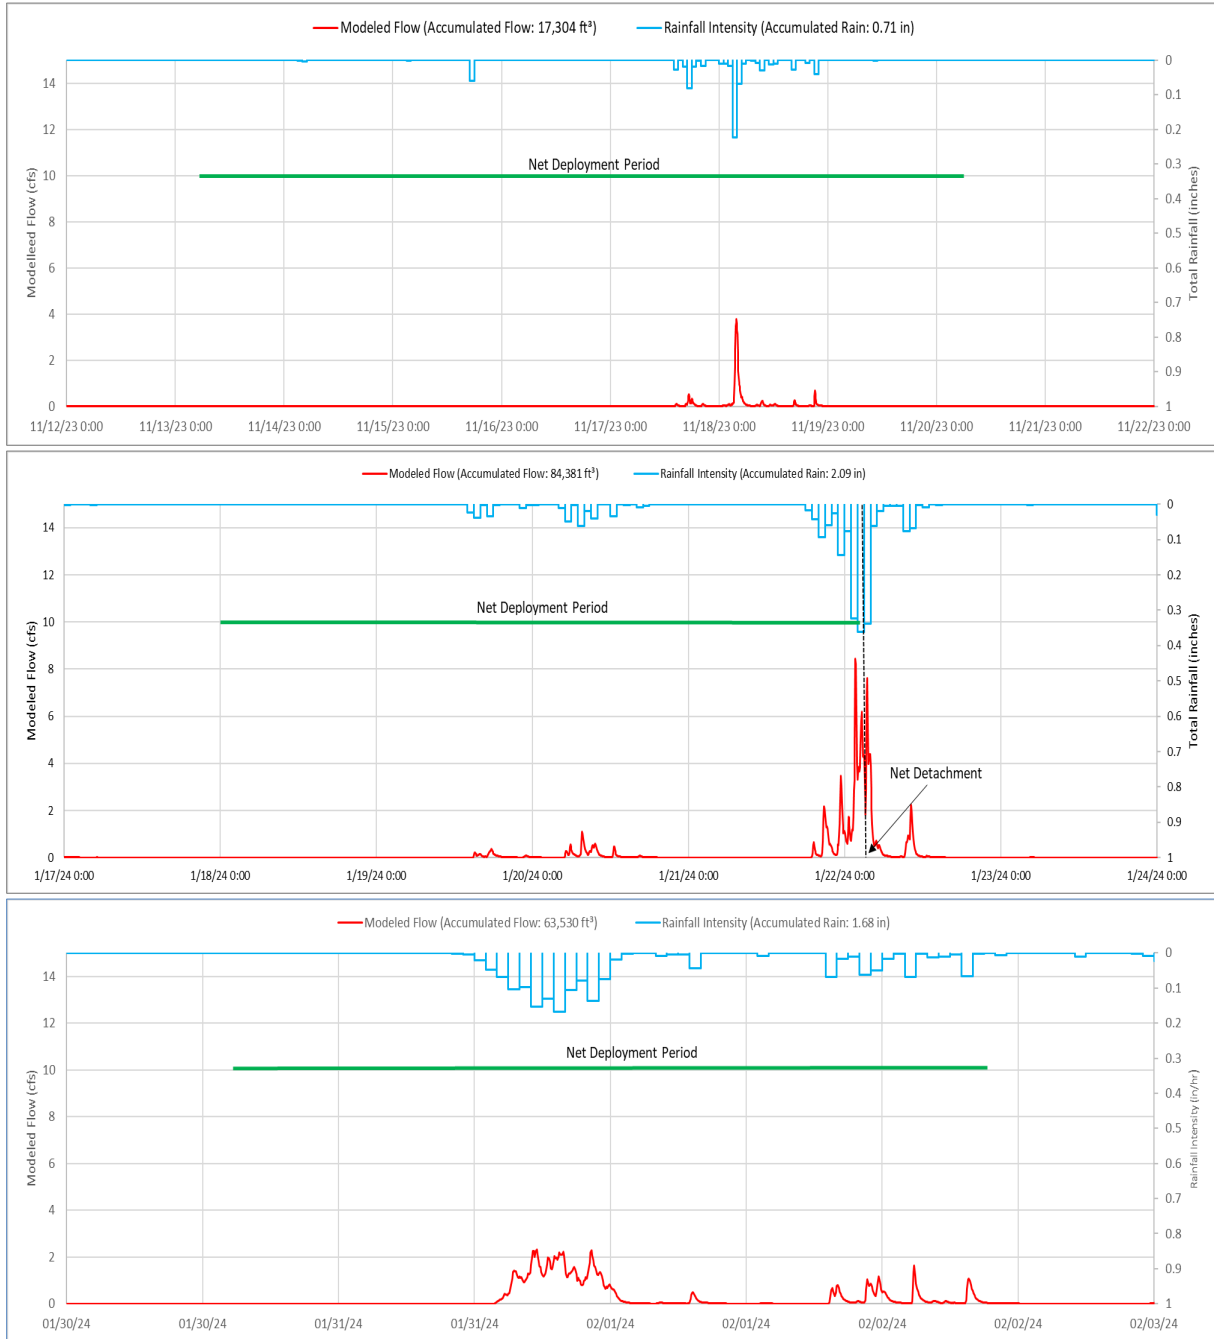 Modeled Flow (Accumulated Flow: 17,304 ft³) Rainfall Intensity (Accumulated Rain: 0.71 in)
14 12 10 8 6 4 2 0
0 0.1 0.2 0.3 0.4 0.5 0.6 0.7 0.8 0.9 1
Modelleed Flow (cfs)
Total Rainfall (inches)
Net Deployment Period
11/12/23 0:00 11/13/23 0:00 11/14/23 0:00 11/15/23 0:00 11/16/23 0:00 11/17/23 0:00 11/18/23 0:00 11/19/23 0:00 11/20/23 0:00 11/21/23 0:00 11/22/23 0:00
Modeled Flow (Accumulated Flow: 84,381 ft³) Rainfall Intensity (Accumulated Rain: 2.09 in)
14 12 10 8 6 4 2 0
0 0.1 0.2 0.3 0.4 0.5 0.6 0.7 0.8 0.9 1
Modeled Flow (cfs)
Total Rainfall (inches)
Net Deployment Period
Net Detachment
1/17/24 0:00 1/18/24 0:00 1/19/24 0:00 1/20/24 0:00 1/21/24 0:00 1/22/24 0:00 1/23/24 0:00 1/24/24 0:00
Modeled Flow (Accumulated Flow: 63,530 ft³) Rainfall Intensity (Accumulated Rain: 1.68 in)
14 12 10 8 6 4 2 0
0 0.1 0.2 0.3 0.4 0.5 0.6 0.7 0.8 0.9 1
Modeled Flow (cfs)
Rainfall Intensity (in/hr)
Net Deployment Period
01/30/24 01/30/24 01/31/24 01/31/24 02/01/24 02/01/24 02/02/24 02/02/24 02/03/24